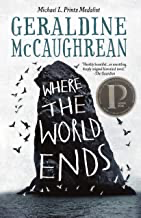 Michael L. Printz Medalist
GERALDINE
McCAUGHREAN
WHERE
THE
WORLD
ENDS